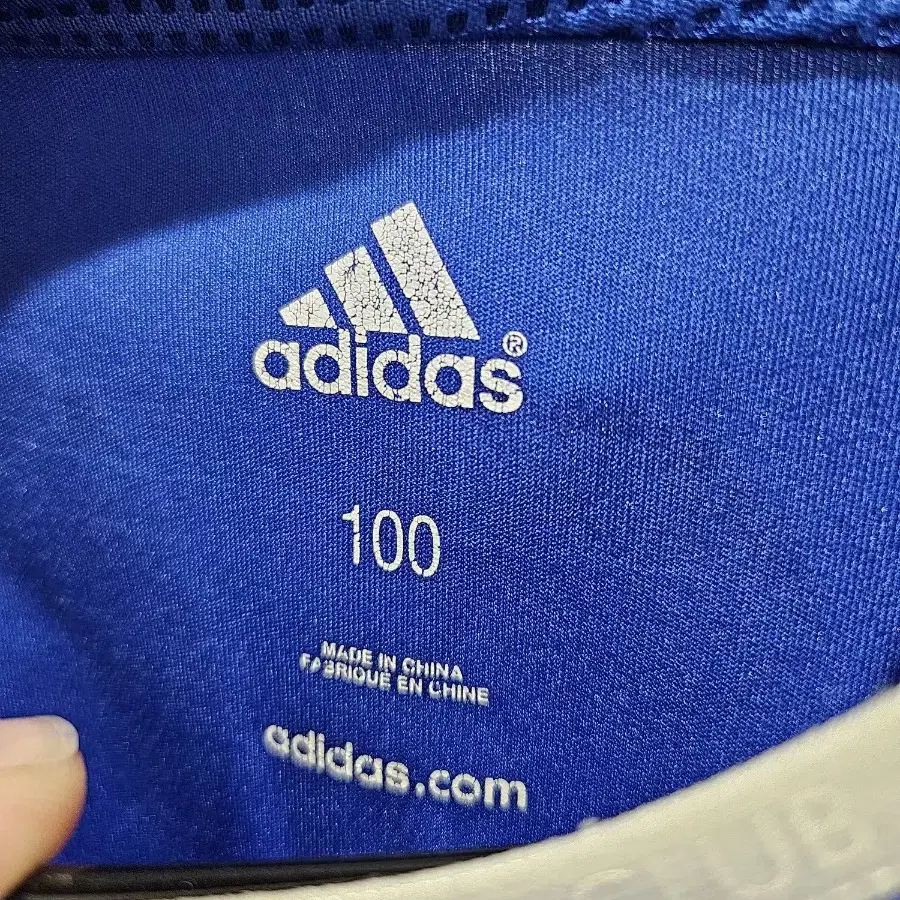 adidas®
100
MADE IN CHINA
FABRIQUE EN CHINE
adidas.com